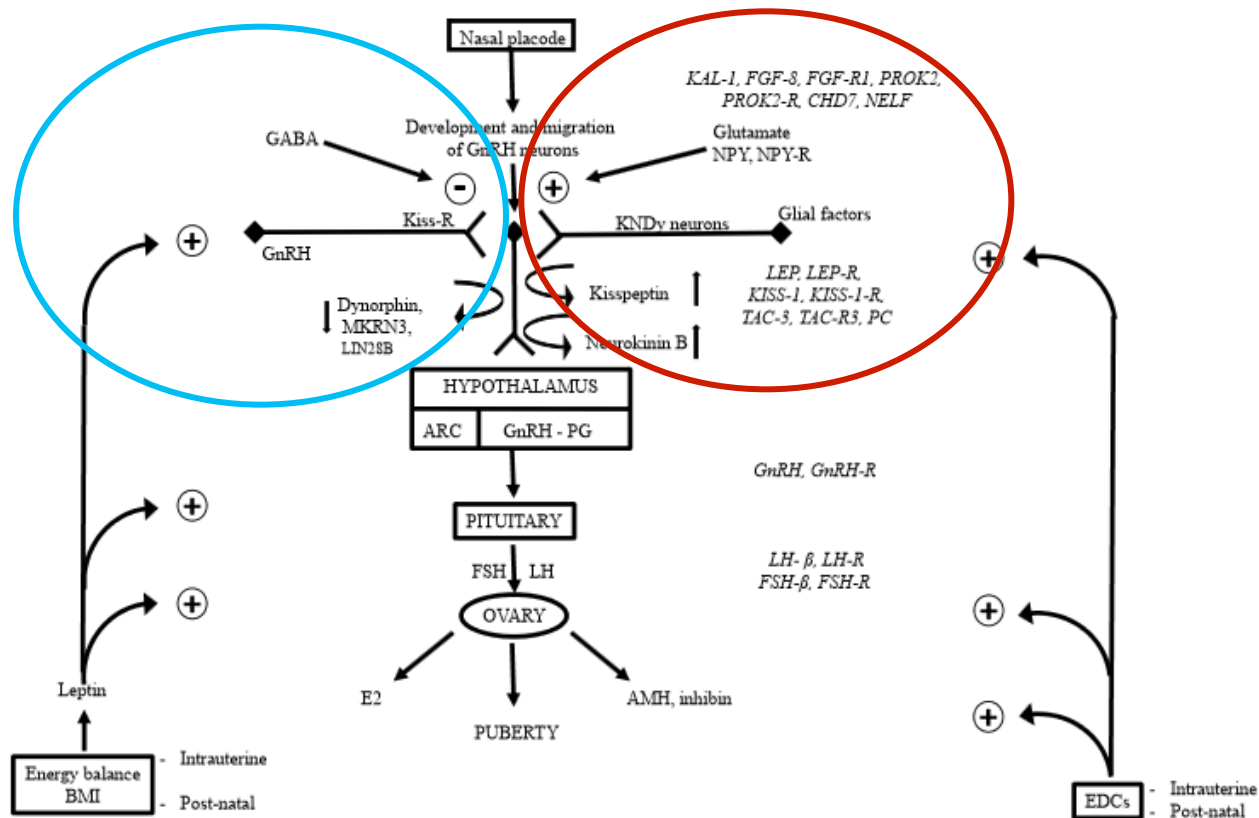 Nasal placode
KAL-1, FGF-8, FGF-R1, PROK2,
PROK2-R, CHD7, NELF
Development and migration
of GnRH neurons
GABA
Glutamate
NPY, NPY-R
-
+
Kiss-R
KNDy neurons
Glial factors
+
GnRH
+
Dynorphin,
MKRN3,
LIN28B
Kisspeptin
Neurokinin B
LEP, LEP-R,
KISS-1, KISS-1-R,
TAC-3, TAC-R3, PC
HYPOTHALAMUS
ARC
GnRH - PG
GnRH, GnRH-R
+
PITUITARY
FSH
LH
LH- β, LH-R
FSH-β, FSH-R
+
OVARY
+
E2
AMH, inhibin
Leptin
+
PUBERTY
Energy balance
BMI
- Intrauterine
- Post-natal
EDCs
- Intrauterine
- Post-natal